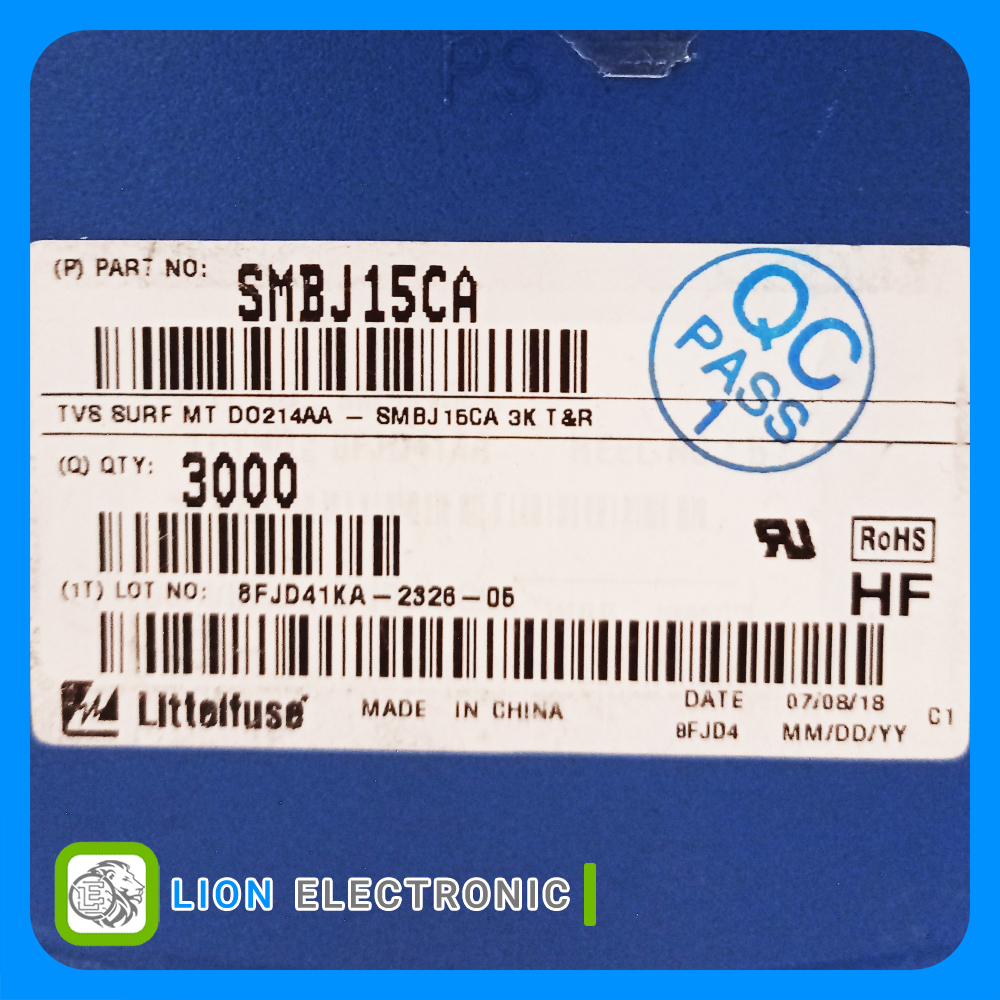 PS
(P) PART NO: SMBJ15CA
QC
PASS
1
TVS SURF MT DO214AA – SMBJ15CA 3K T&R
(Q) QTY: 3000
RU
RoHS
HF
(1T) LOT NO: 8FJD41KA – 2326 – 05
Littelfuse MADE IN CHINA
DATE 07/08/18
8FJD4 MM/DD/YY C1
LE
LION ELECTRONIC